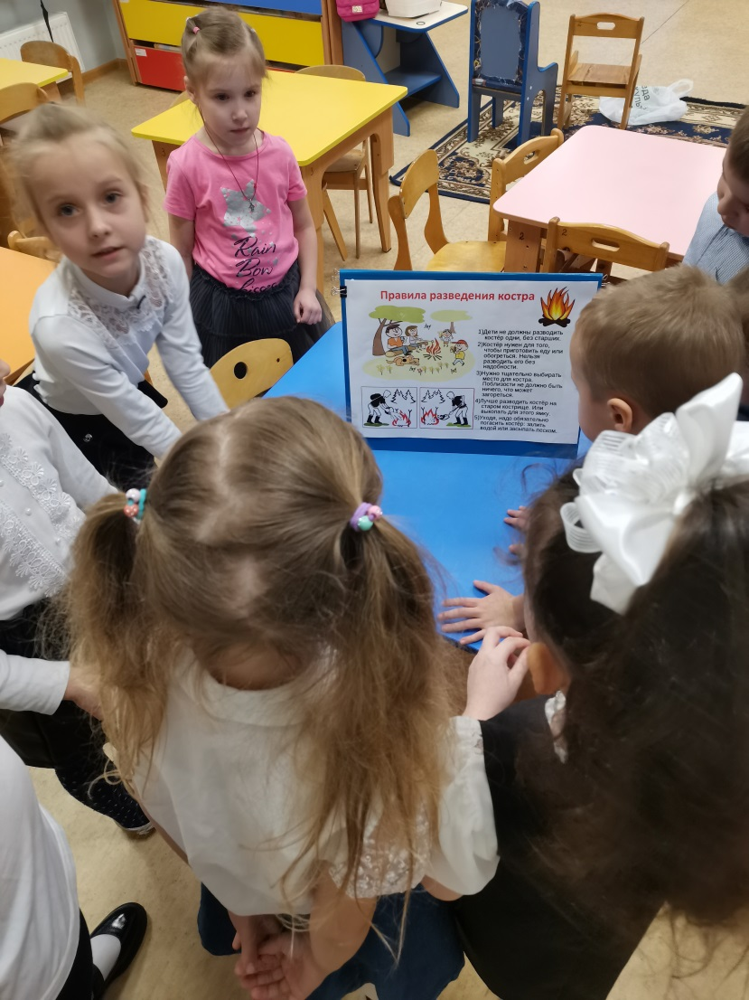 Правила разведения костра
1)Дети не должны разводить
костёр одни, без старших.
2)Костёр нужен для того,
чтобы приготовить еду или
обогреться. Нельзя
разводить его без
надобности.
3)Нужно тщательно выбирать
место для костра.
Поблизости не должно быть
ничего, что может
загореться.
4)Лучше разводить костёр на
старом кострище. Или
выкопать для этого ямку.
5)Уходя, надо обязательно
погасить костёр: залить
водой или засыпать песком.
Rain
Bow
kisses
2
2